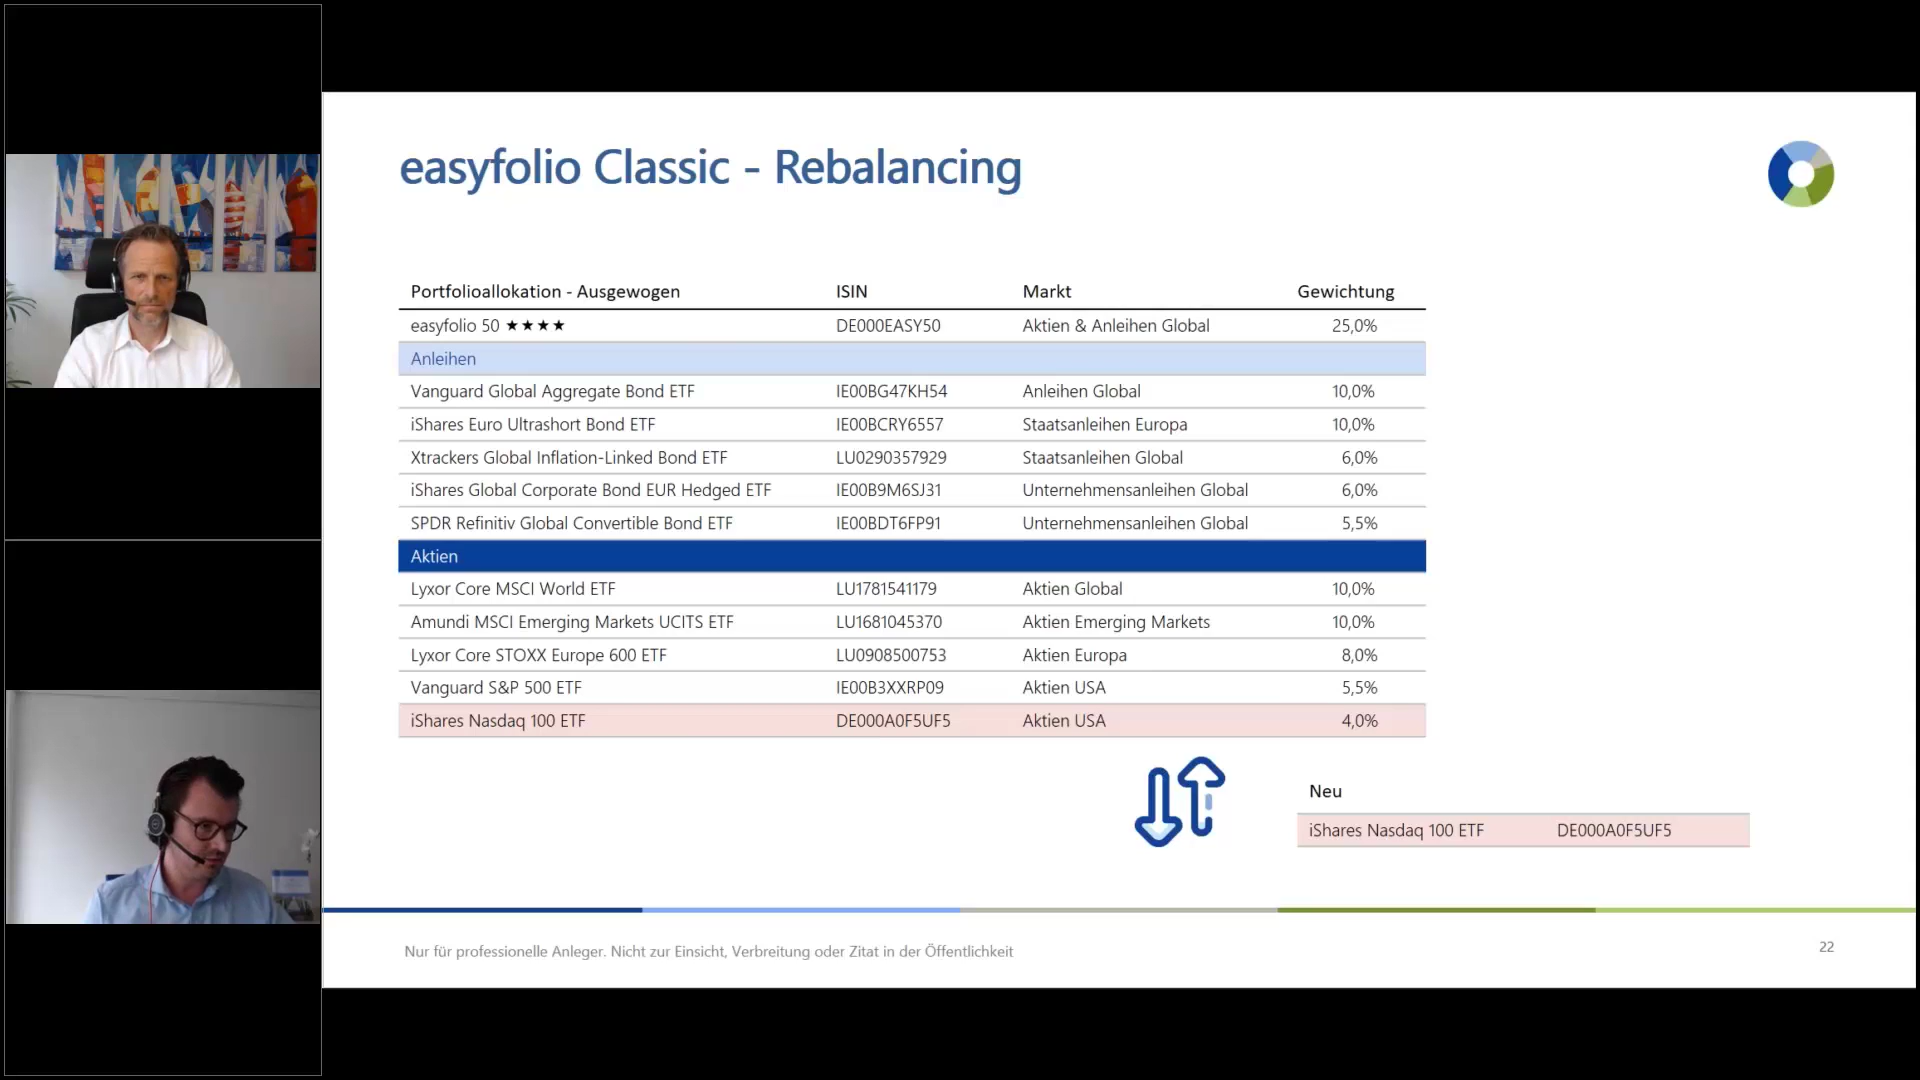 easyfolio Classic - Rebalancing
Portfolioallokation - Ausgewogen ISIN Markt Gewichtung
easyfolio 50 ★★★★ DE000EASY50 Aktien & Anleihen Global 25,0%
Anleihen
Vanguard Global Aggregate Bond ETF IE00BG47KH54 Anleihen Global 10,0%
iShares Euro Ultrashort Bond ETF IE00BCRY6557 Staatsanleihen Europa 10,0%
Xtrackers Global Inflation-Linked Bond ETF LU0290357929 Staatsanleihen Global 6,0%
iShares Global Corporate Bond EUR Hedged ETF IE00B9M6SJ31 Unternehmensanleihen Global 6,0%
SPDR Refinitiv Global Convertible Bond ETF IE00BDT6FP91 Unternehmensanleihen Global 5,5%
Aktien
Lyxor Core MSCI World ETF LU1781541179 Aktien Global 10,0%
Amundi MSCI Emerging Markets UCITS ETF LU1681045370 Aktien Emerging Markets 10,0%
Lyxor Core STOXX Europe 600 ETF LU0908500753 Aktien Europa 8,0%
Vanguard S&P 500 ETF IE00B3XXRP09 Aktien USA 5,5%
iShares Nasdaq 100 ETF DE000A0F5UF5 Aktien USA 4,0%
Neu
iShares Nasdaq 100 ETF DE000A0F5UF5
Nur für professionelle Anleger. Nicht zur Einsicht, Verbreitung oder Zitat in der Öffentlichkeit
22